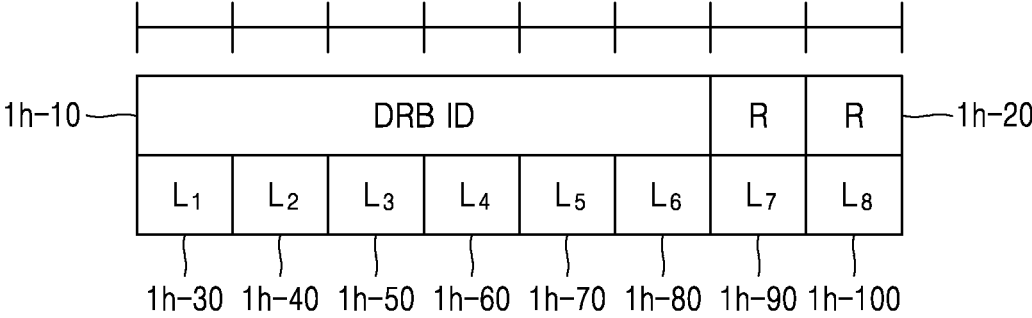 1h-10 DRB ID R R 1h-20
L₁ L₂ L₃ L₄ L₅ L₆ L₇ L₈
1h-30 1h-40 1h-50 1h-60 1h-70 1h-80 1h-90 1h-100